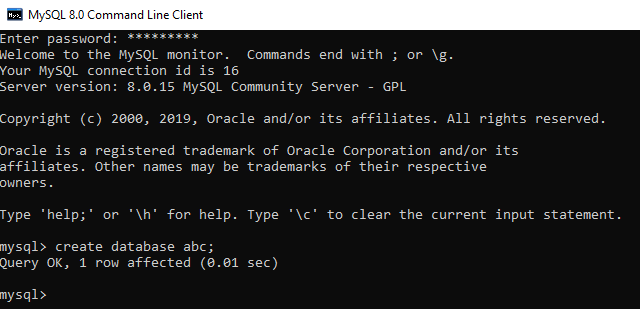 MySQL 8.0 Command Line Client
Enter password: *********
Welcome to the MySQL monitor.  Commands end with ; or \g.
Your MySQL connection id is 16
Server version: 8.0.15 MySQL Community Server - GPL
Copyright (c) 2000, 2019, Oracle and/or its affiliates. All rights reserved.
Oracle is a registered trademark of Oracle Corporation and/or its
affiliates. Other names may be trademarks of their respective
owners.
Type 'help;' or '\h' for help. Type '\c' to clear the current input statement.
mysql> create database abc;
Query OK, 1 row affected (0.01 sec)
mysql>